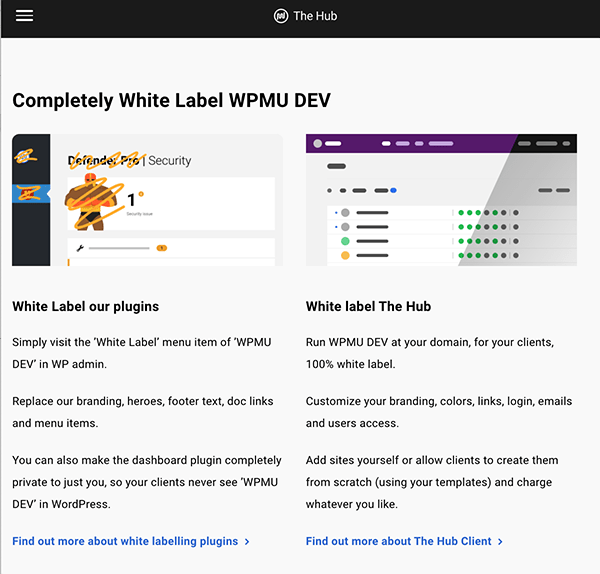 The Hub
Completely White Label WPMU DEV
Defender Pro | Security
1
Security issue
1
White Label our plugins
Simply visit the ‘White Label’ menu item of ‘WPMU
DEV’ in WP admin.
Replace our branding, heroes, footer text, doc links
and menu items.
You can also make the dashboard plugin completely
private to just you, so your clients never see ‘WPMU
DEV’ in WordPress.
Find out more about white labelling plugins
White label The Hub
Run WPMU DEV at your domain, for your clients,
100% white label.
Customize your branding, colors, links, login, emails
and users access.
Add sites yourself or allow clients to create them
from scratch (using your templates) and charge
whatever you like.
Find out more about The Hub Client